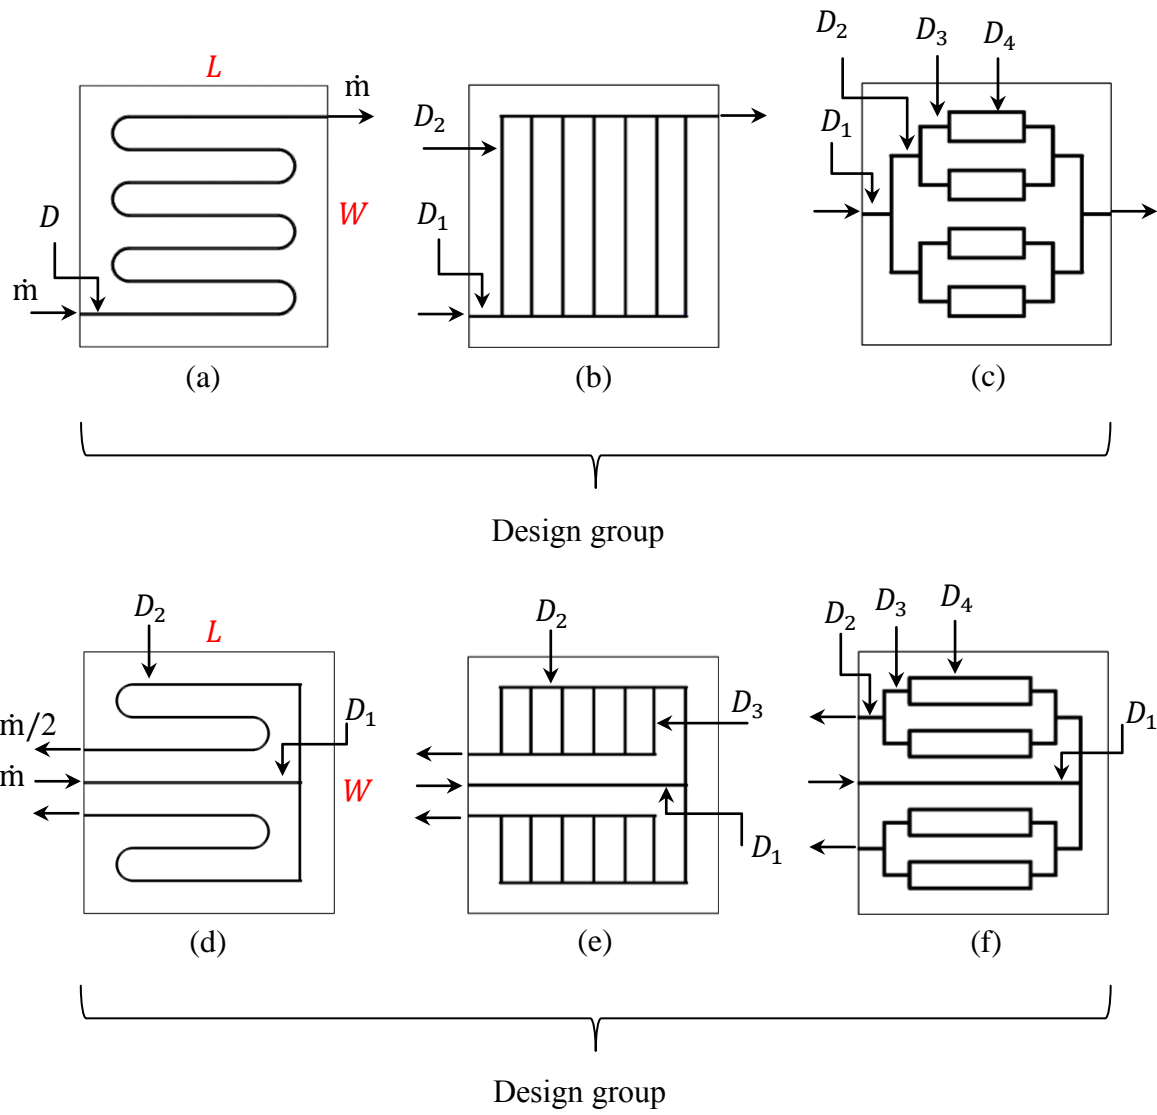 D₂ D₃ D₄
L ṁ
D₂ D₁
D D₁ W
ṁ
(a) (b) (c)
Design group
D₂ L D₂ D₂ D₃ D₄
ṁ/2 D₁ D₃ D₁
ṁ W
D₁
(d) (e) (f)
Design group